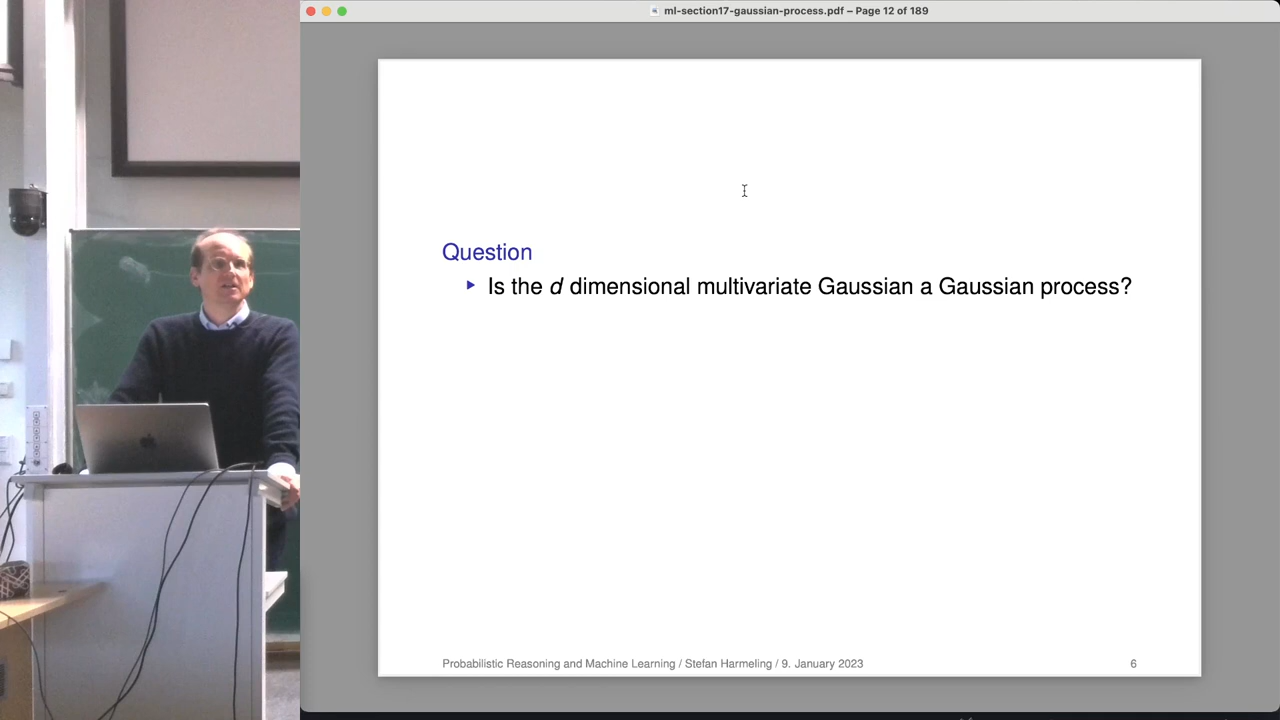 ml-section17-gaussian-process.pdf – Page 12 of 189
Question
Is the d dimensional multivariate Gaussian a Gaussian process?
Probabilistic Reasoning and Machine Learning / Stefan Harmeling / 9. January 2023
6